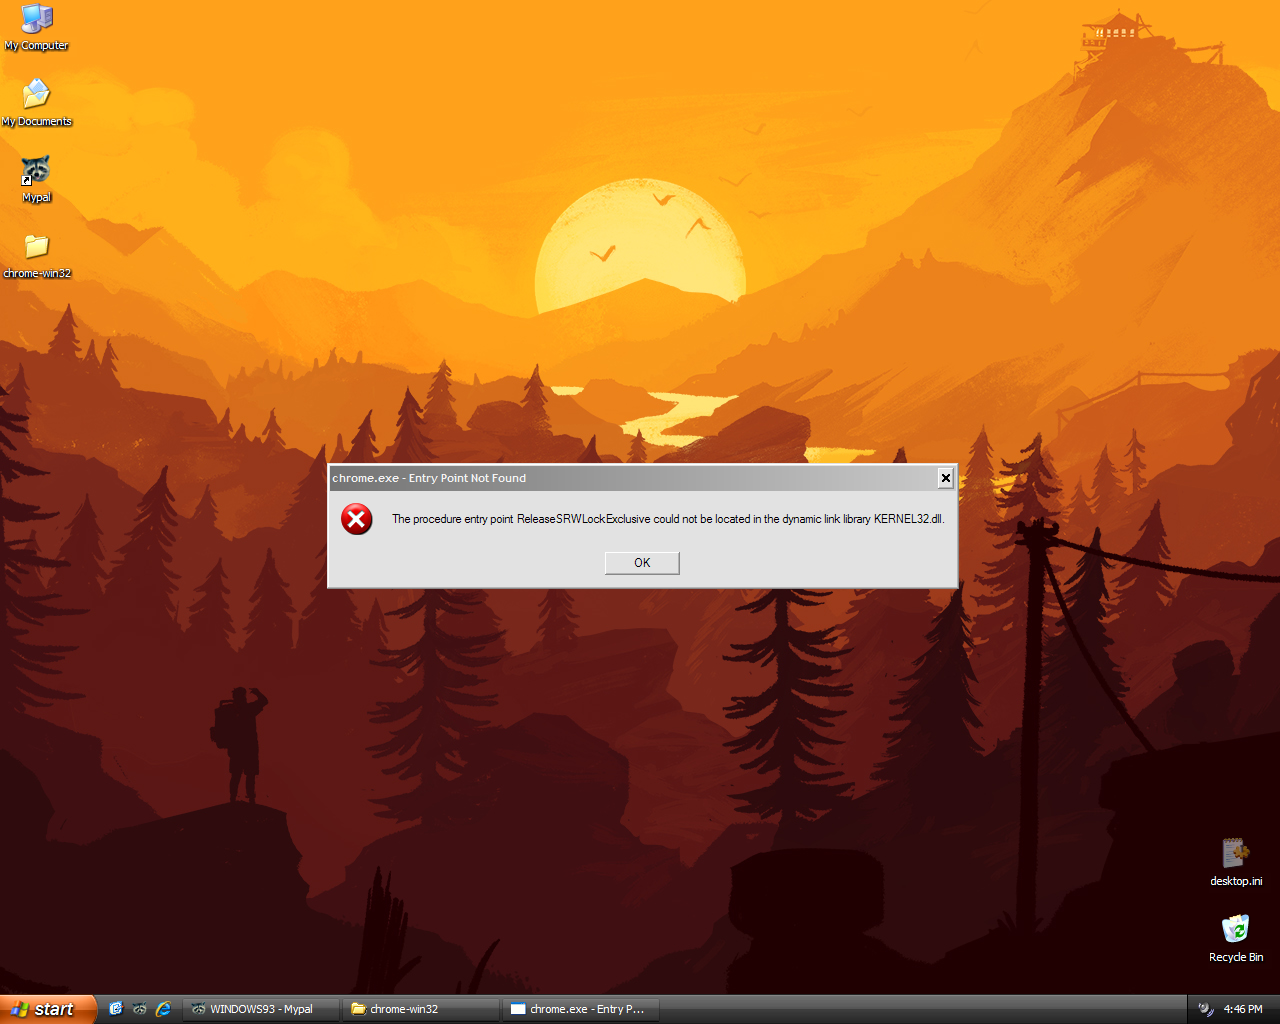 My Computer
My Documents
Mypal
chrome-win32
chrome.exe - Entry Point Not Found
The procedure entry point ReleaseSRWLockExclusive could not be located in the dynamic link library KERNEL32.dll.
OK
desktop.ini
Recycle Bin
start
WINDOWS93 - Mypal
chrome-win32
chrome.exe - Entry P...
4:46 PM